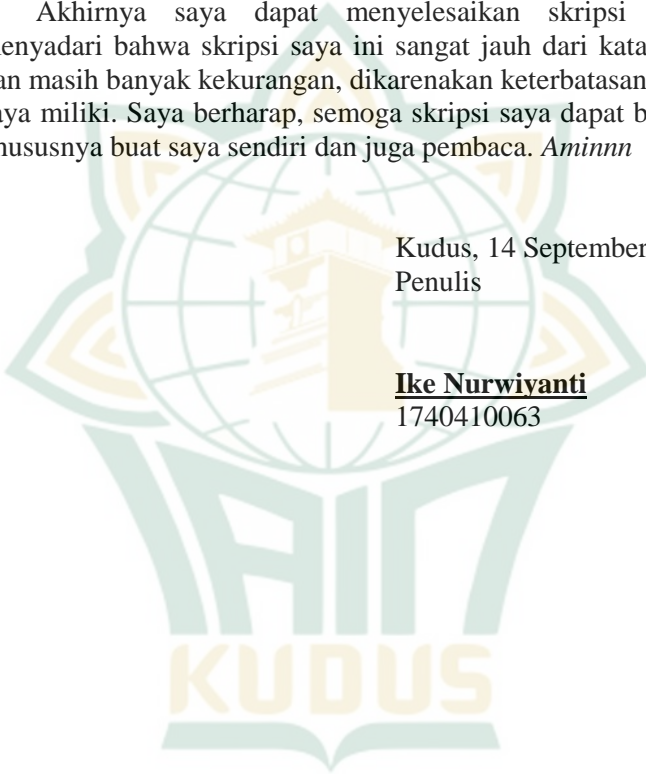 Akhirnya saya dapat menyelesaikan skripsi
enyadari bahwa skripsi saya ini sangat jauh dari kata
an masih banyak kekurangan, dikarenakan keterbatasan
aya miliki. Saya berharap, semoga skripsi saya dapat b
hususnya buat saya sendiri dan juga pembaca. Aminnn
Kudus, 14 September
Penulis
Ike Nurwiyanti
1740410063
IAIN
KUDUS